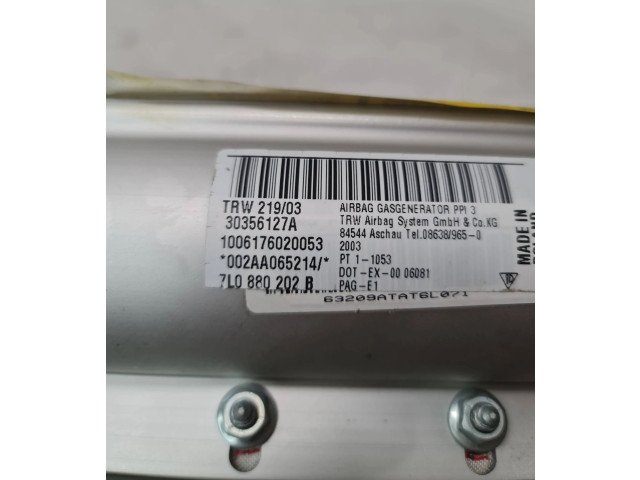 TRW 219/03
30356127A
1006176020053
*002AA065214/*
7L0 880 202 B
AIRBAG GASGENERATOR PPI 3
TRW Airbag System GmbH & Co.KG
84544 Aschau Tel.08638/965-0
2003
PT 1-1053
DOT-EX-00 06081
PAG-E1
MADE IN
63209ATAT6L071